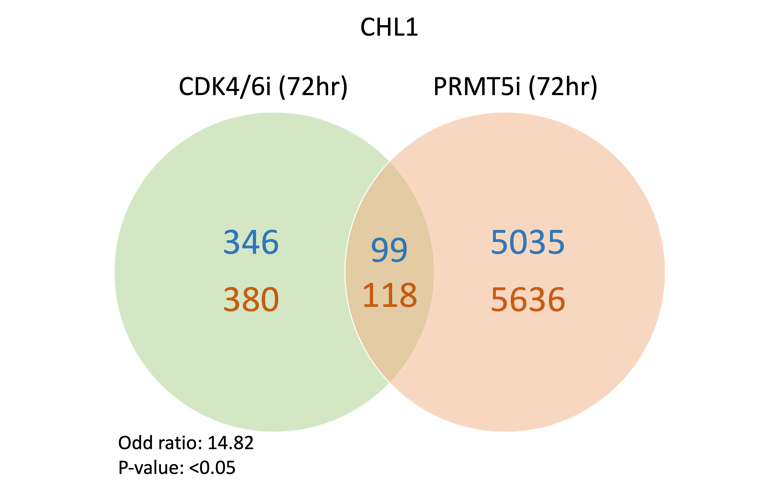 CHL1
CDK4/6i (72hr)
PRMT5i (72hr)
346
99
5035
380
118
5636
Odd ratio: 14.82
P-value: <0.05